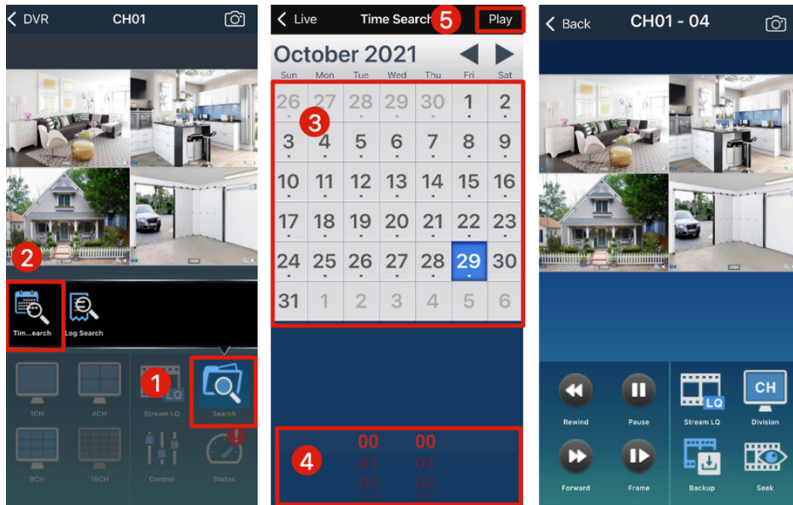 DVR CH01
2
Tim...earch
Log Search
1
1CH
4CH
Stream LQ
LQ
Search
9CH
16CH
Control
Status
Live Time Search 5 Play
October 2021
Sun Mon Tue Wed Thu Fri Sat
26 27 28 29 30 1 2
3
3 4 5 6 7 8 9
10 11 12 13 14 15 16
17 18 19 20 21 22 23
24 25 26 27 28 29 30
31 1 2 3 4 5 6
00 00
4
01 01
02 02
Back CH01 - 04
LQ
CH
Rewind
Pause
Stream LQ
Division
Forward
Frame
Backup
Seek